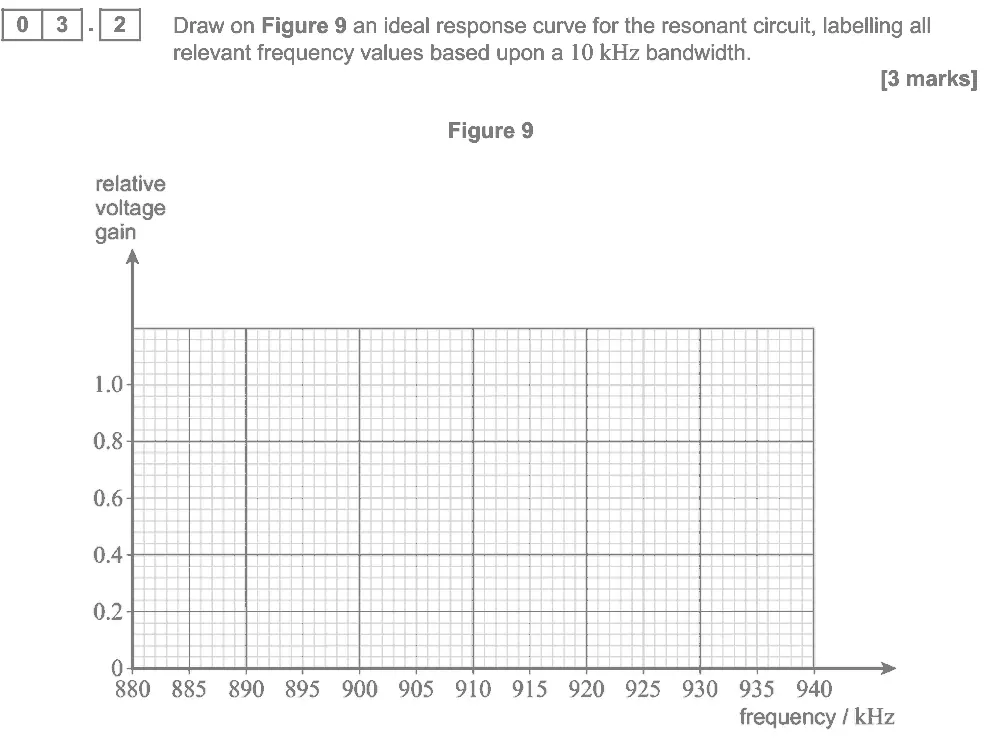 0 3 . 2 Draw on Figure 9 an ideal response curve for the resonant circuit, labelling all
relevant frequency values based upon a 10 kHz bandwidth.
[3 marks]
Figure 9
relative
voltage
gain
1.0
0.8
0.6
0.4
0.2
0
880 885 890 895 900 905 910 915 920 925 930 935 940
frequency / kHz